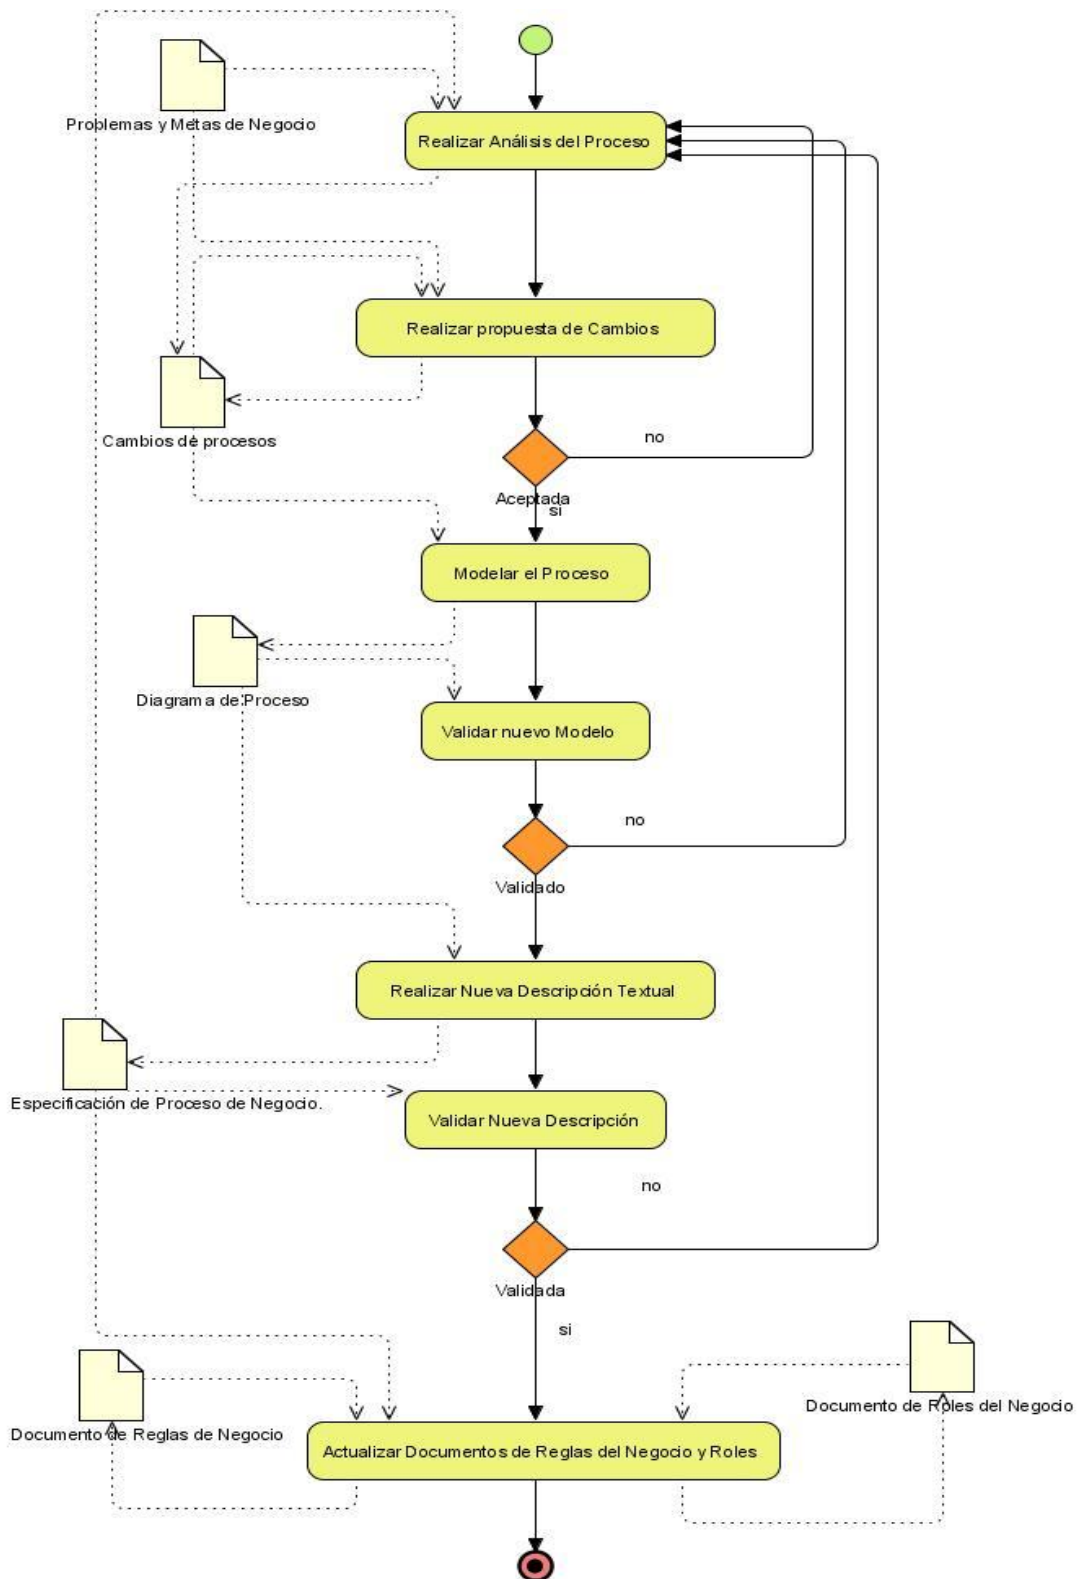 Problemas y Metas de Negocio
Realizar Análisis del Proceso
Realizar propuesta de Cambios
Cambios de procesos
no
Aceptada
si
Modelar el Proceso
Diagrama de Proceso
Validar nuevo Modelo
no
Validado
Realizar Nueva Descripción Textual
Especificación de Proceso de Negocio.
Validar Nueva Descripción
no
Validada
si
Documento de Roles del Negocio
Documento de Reglas de Negocio
Actualizar Documentos de Reglas del Negocio y Roles